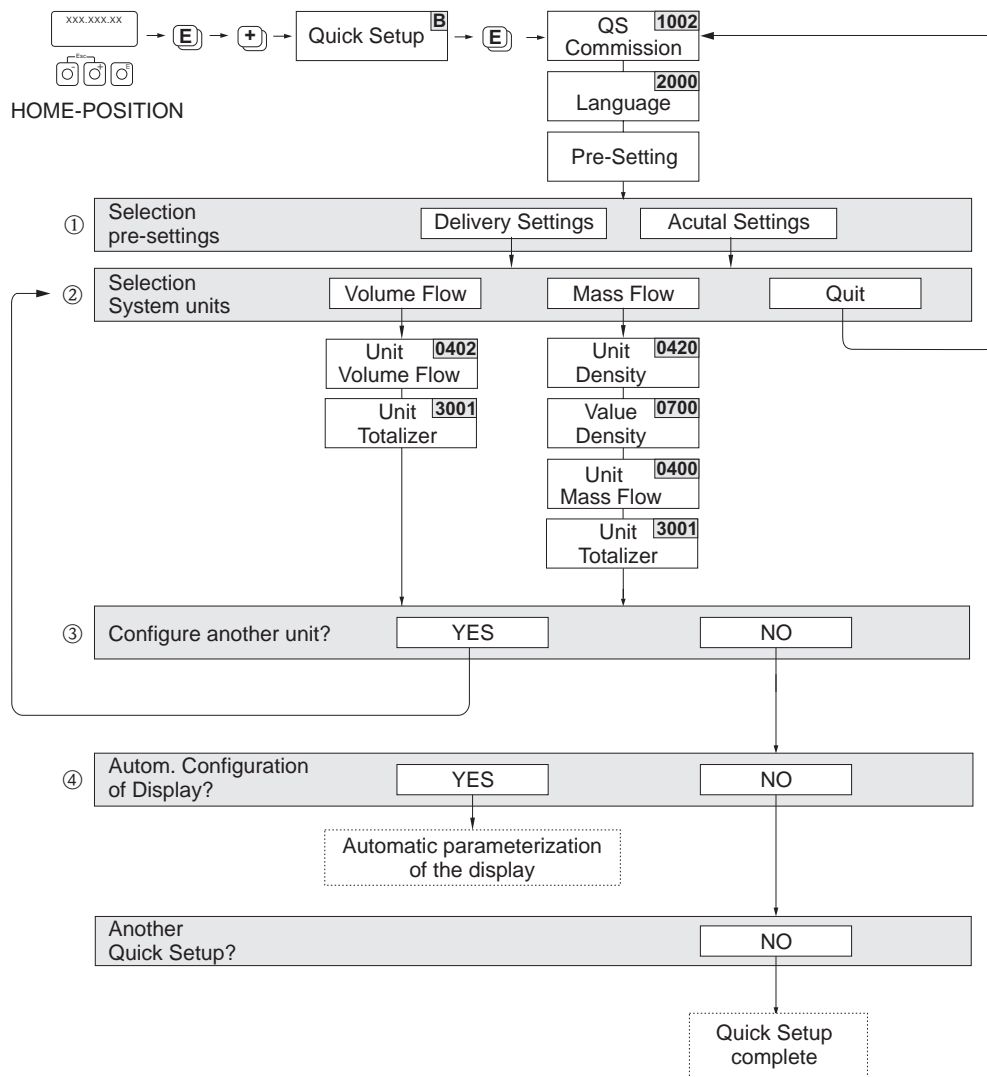 xxx.xxx.xx
Esc
- + E
HOME-POSITION
E
+
Quick Setup B
E
QS 1002
Commission
2000
Language
Pre-Setting
① Selection
pre-settings
Delivery Settings
Acutal Settings
② Selection
System units
Volume Flow
Mass Flow
Quit
Unit 0402
Volume Flow
Unit 3001
Totalizer
Unit 0420
Density
Value 0700
Density
Unit 0400
Mass Flow
Unit 3001
Totalizer
③ Configure another unit?
YES
NO
④ Autom. Configuration
of Display?
YES
NO
Automatic parameterization
of the display
Another
Quick Setup?
NO
Quick Setup
complete